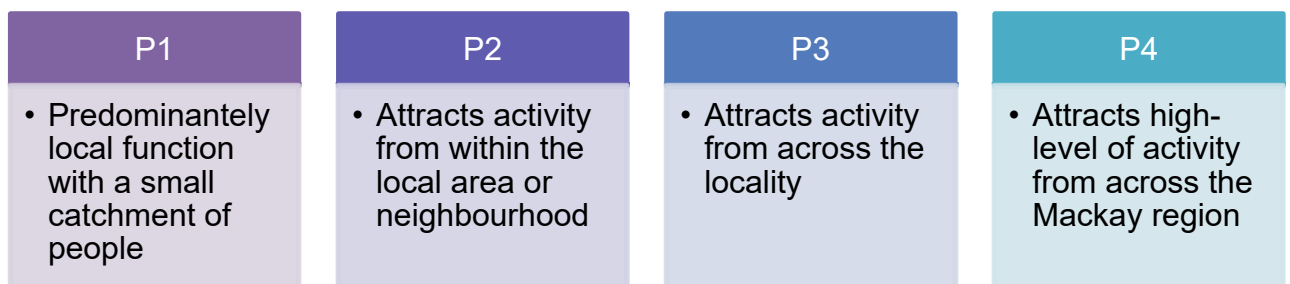 P1
• Predominantely
local function
with a small
catchment of
people
P2
• Attracts activity
from within the
local area or
neighbourhood
P3
• Attracts activity
from across the
locality
P4
• Attracts high-
level of activity
from across the
Mackay region